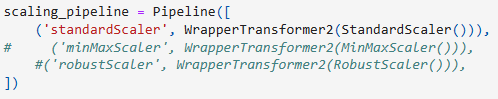 scaling_pipeline = Pipeline([
    ('standardScaler', WrapperTransformer2(StandardScaler())),
#     ('minMaxScaler', WrapperTransformer2(MinMaxScaler())),
    #('robustScaler', WrapperTransformer2(RobustScaler())),
])